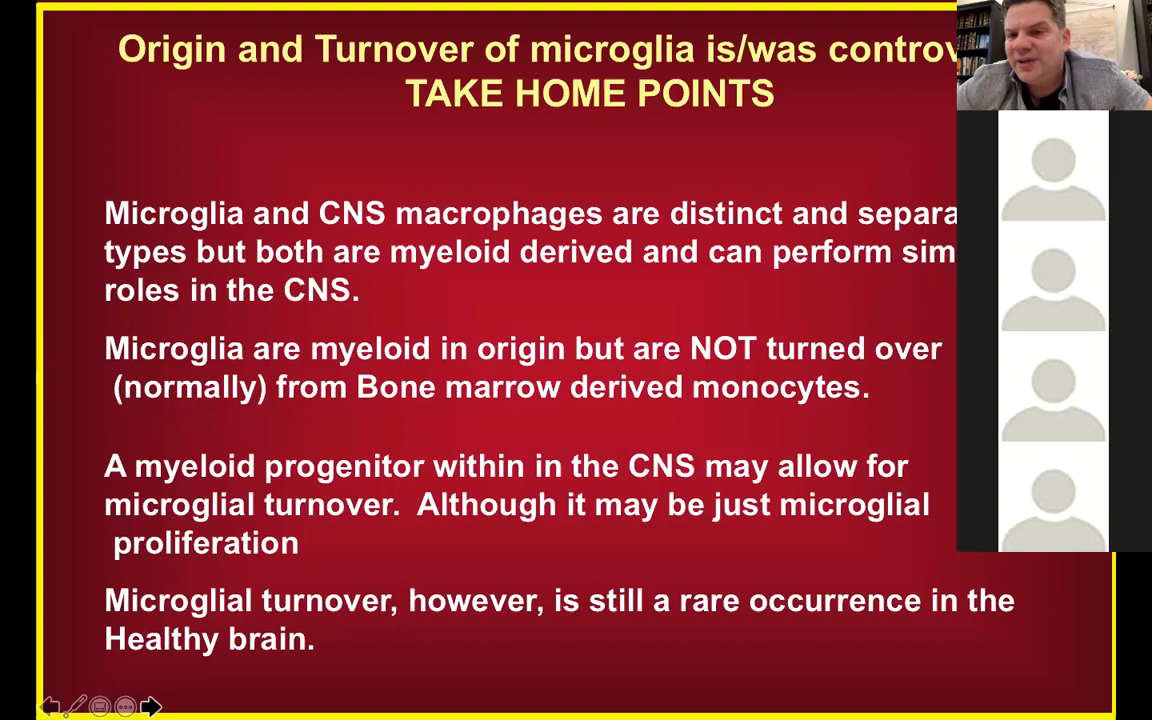 Origin and Turnover of microglia is/was controv
TAKE HOME POINTS
Microglia and CNS macrophages are distinct and separa
types but both are myeloid derived and can perform sim
roles in the CNS.
Microglia are myeloid in origin but are NOT turned over
(normally) from Bone marrow derived monocytes.
A myeloid progenitor within in the CNS may allow for
microglial turnover. Although it may be just microglial
proliferation
Microglial turnover, however, is still a rare occurrence in the
Healthy brain.